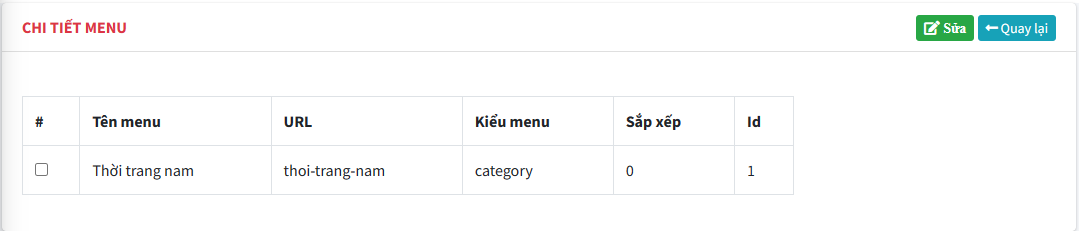 CHI TIẾT MENU
Sửa
Quay lại
# Tên menu URL Kiểu menu Sắp xếp Id
Thời trang nam thoi-trang-nam category 0 1